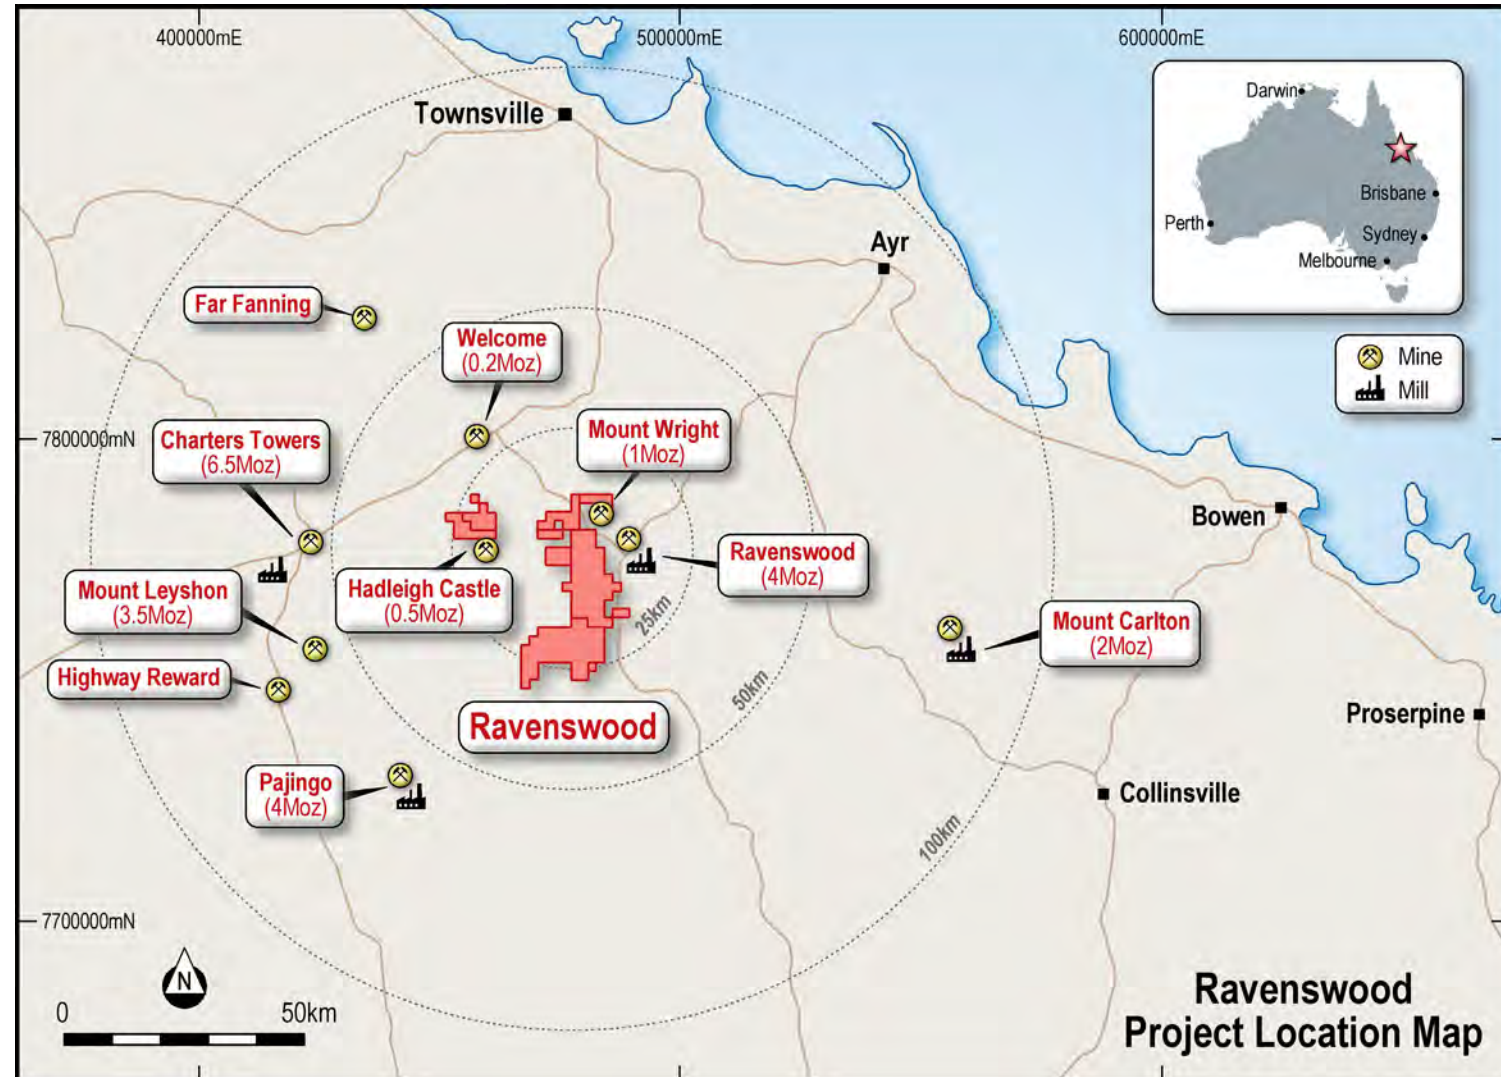 400000mE
500000mE
600000mE
Townsville
Darwin
Brisbane
Perth
Sydney
Melbourne
Ayr
Far Fanning
Welcome
(0.2Moz)
Mine
Mill
7800000mN
Charters Towers
(6.5Moz)
Mount Wright
(1Moz)
Bowen
Ravenswood
(4Moz)
Mount Leyshon
(3.5Moz)
Hadleigh Castle
(0.5Moz)
25km
Mount Carlton
(2Moz)
Highway Reward
50km
Ravenswood
Proserpine
Pajingo
(4Moz)
Collinsville
100km
7700000mN
N
0 50km
Ravenswood
Project Location Map